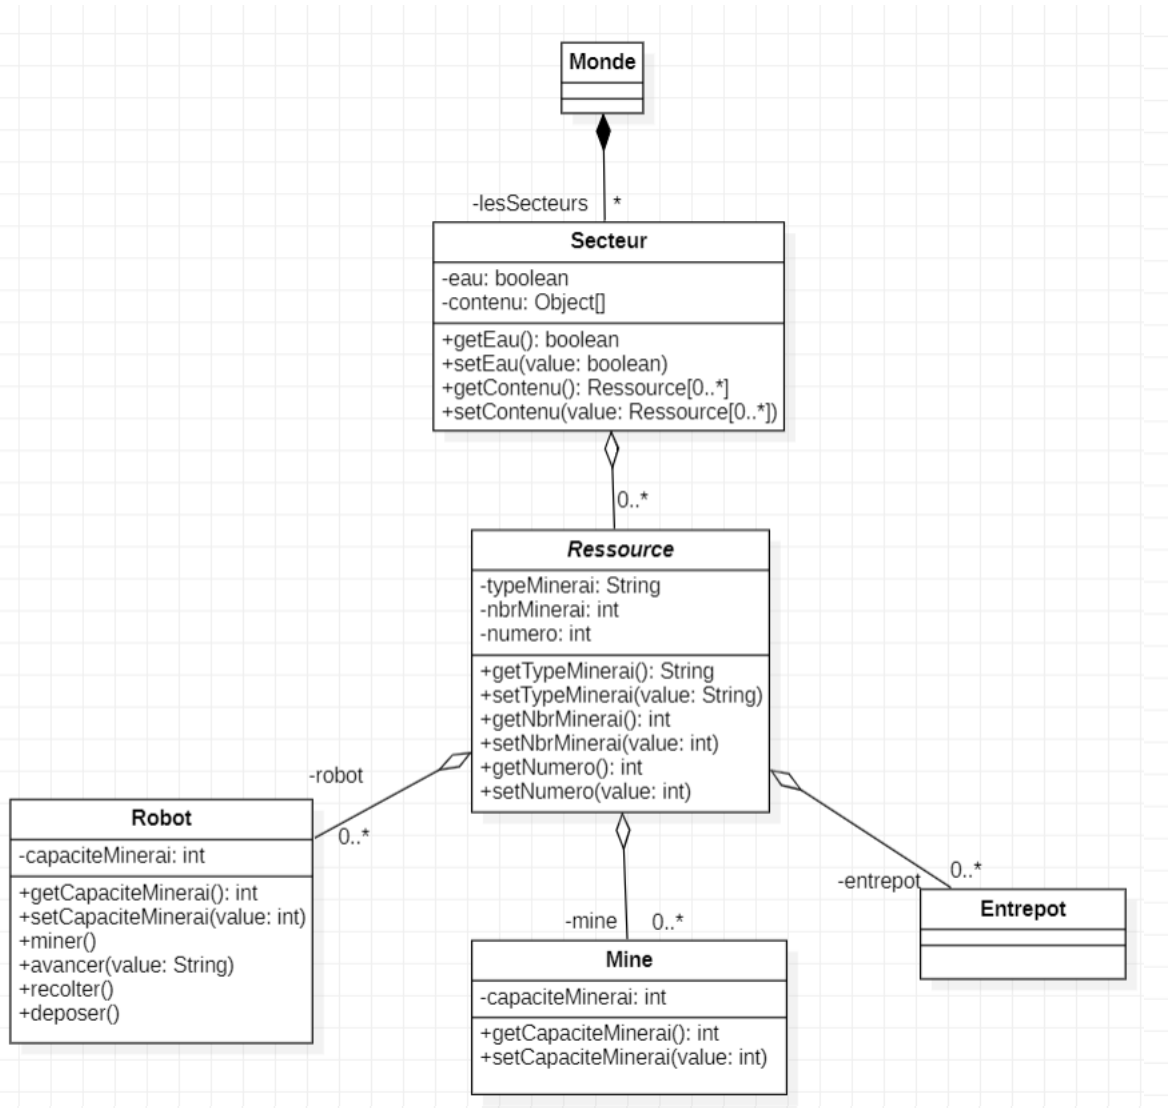 Monde
-lesSecteurs *
Secteur
-eau: boolean
-contenu: Object[]
+getEau(): boolean
+setEau(value: boolean)
+getContenu(): Ressource[0..*]
+setContenu(value: Ressource[0..*])
0..*
Ressource
-typeMinerai: String
-nbrMinerai: int
-numero: int
+getTypeMinerai(): String
+setTypeMinerai(value: String)
+getNbrMinerai(): int
+setNbrMinerai(value: int)
+getNumero(): int
+setNumero(value: int)
-robot
0..*
Robot
-capaciteMinerai: int
+getCapaciteMinerai(): int
+setCapaciteMinerai(value: int)
+miner()
+avancer(value: String)
+recolter()
+deposer()
-mine 0..*
Mine
-capaciteMinerai: int
+getCapaciteMinerai(): int
+setCapaciteMinerai(value: int)
-entrepot 0..*
Entrepot